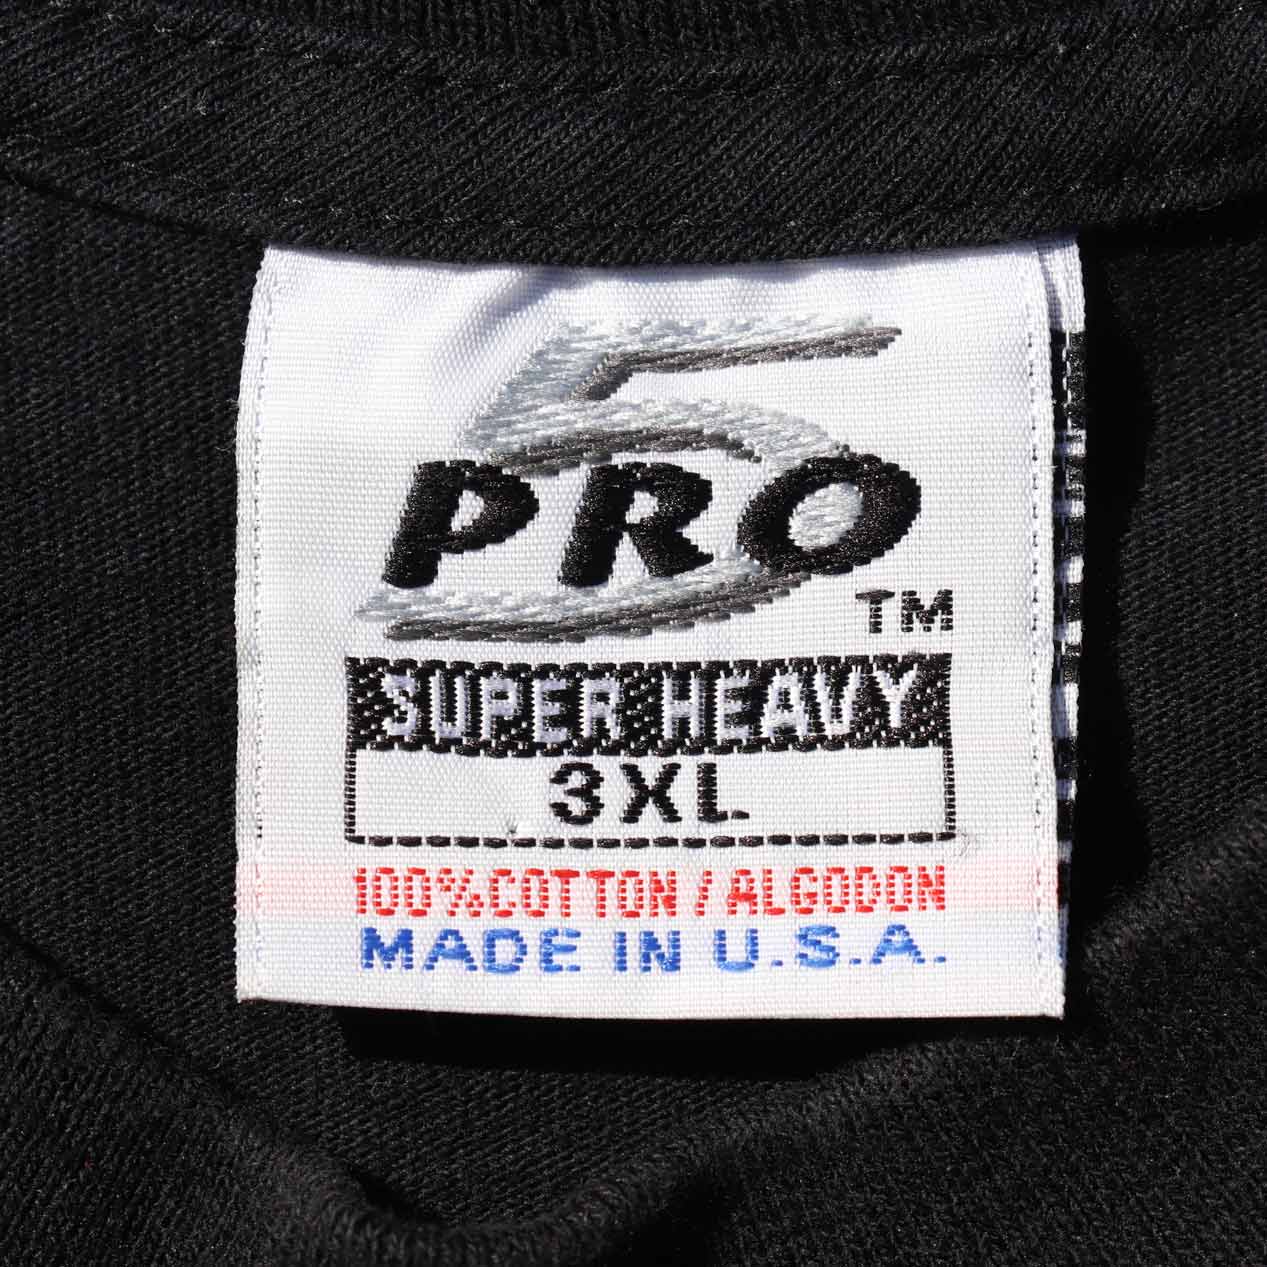 5
PRO
TM
SUPER HEAVY
3XL
100%COTTON/ALGODON
MADE IN U.S.A.